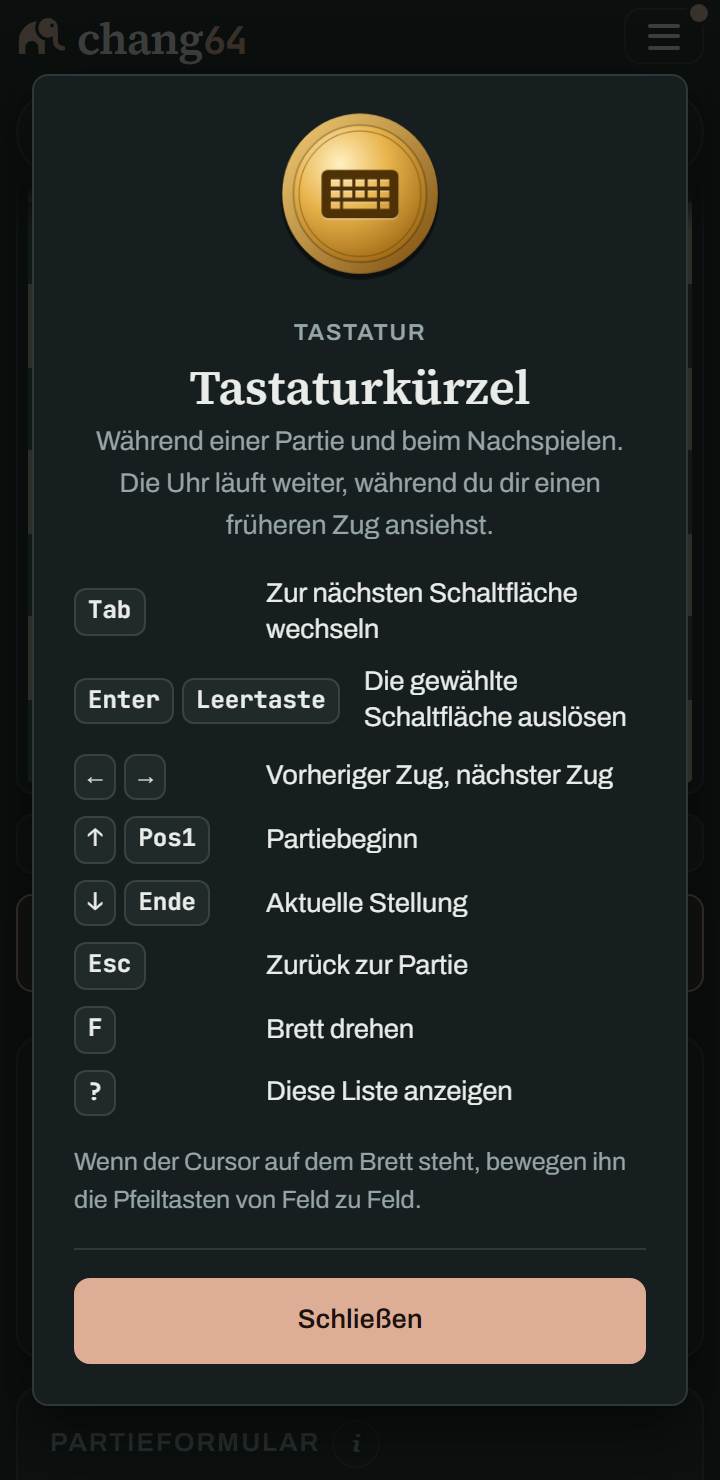 chang64
TASTATUR
Tastaturkürzel
Während einer Partie und beim Nachspielen.
Die Uhr läuft weiter, während du dir einen
früheren Zug ansiehst.
Tab Zur nächsten Schaltfläche
wechseln
Enter Leertaste Die gewählte
Schaltfläche auslösen
← → Vorheriger Zug, nächster Zug
↑ Pos1 Partiebeginn
↓ Ende Aktuelle Stellung
Esc Zurück zur Partie
F Brett drehen
? Diese Liste anzeigen
Wenn der Cursor auf dem Brett steht, bewegen ihn
die Pfeiltasten von Feld zu Feld.
Schließen
PARTIEFORMULAR i